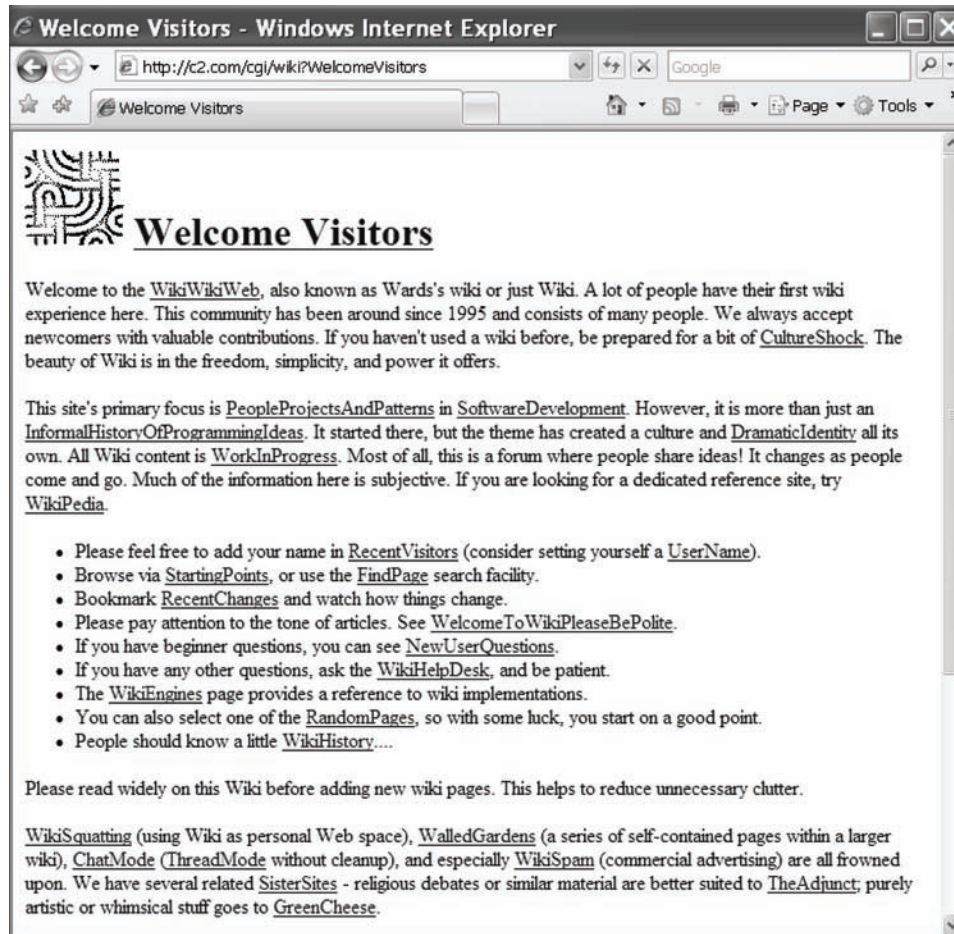 Welcome Visitors - Windows Internet Explorer
http://c2.com/cgi/wiki?WelcomeVisitors
Google
Welcome Visitors
Page
Tools
Welcome Visitors
Welcome to the WikiWikiWeb, also known as Wards's wiki or just Wiki. A lot of people have their first wiki
experience here. This community has been around since 1995 and consists of many people. We always accept
newcomers with valuable contributions. If you haven't used a wiki before, be prepared for a bit of CultureShock. The
beauty of Wiki is in the freedom, simplicity, and power it offers.
This site's primary focus is PeopleProjectsAndPatterns in SoftwareDevelopment. However, it is more than just an
InformalHistoryOfProgrammingIdeas. It started there, but the theme has created a culture and DramaticIdentity all its
own. All Wiki content is WorkInProgress. Most of all, this is a forum where people share ideas! It changes as people
come and go. Much of the information here is subjective. If you are looking for a dedicated reference site, try
WikiPedia.
• Please feel free to add your name in RecentVisitors (consider setting yourself a UserName).
• Browse via StartingPoints, or use the FindPage search facility.
• Bookmark RecentChanges and watch how things change.
• Please pay attention to the tone of articles. See WelcomeToWikiPleaseBePolite.
• If you have beginner questions, you can see NewUserQuestions.
• If you have any other questions, ask the WikiHelpDesk, and be patient.
• The WikiEngines page provides a reference to wiki implementations.
• You can also select one of the RandomPages, so with some luck, you start on a good point.
• People should know a little WikiHistory....
Please read widely on this Wiki before adding new wiki pages. This helps to reduce unnecessary clutter.
WikiSquatting (using Wiki as personal Web space), WalledGardens (a series of self-contained pages within a larger
wiki), ChatMode (ThreadMode without cleanup), and especially WikiSpam (commercial advertising) are all frowned
upon. We have several related SisterSites - religious debates or similar material are better suited to TheAdjunct; purely
artistic or whimsical stuff goes to GreenCheese.